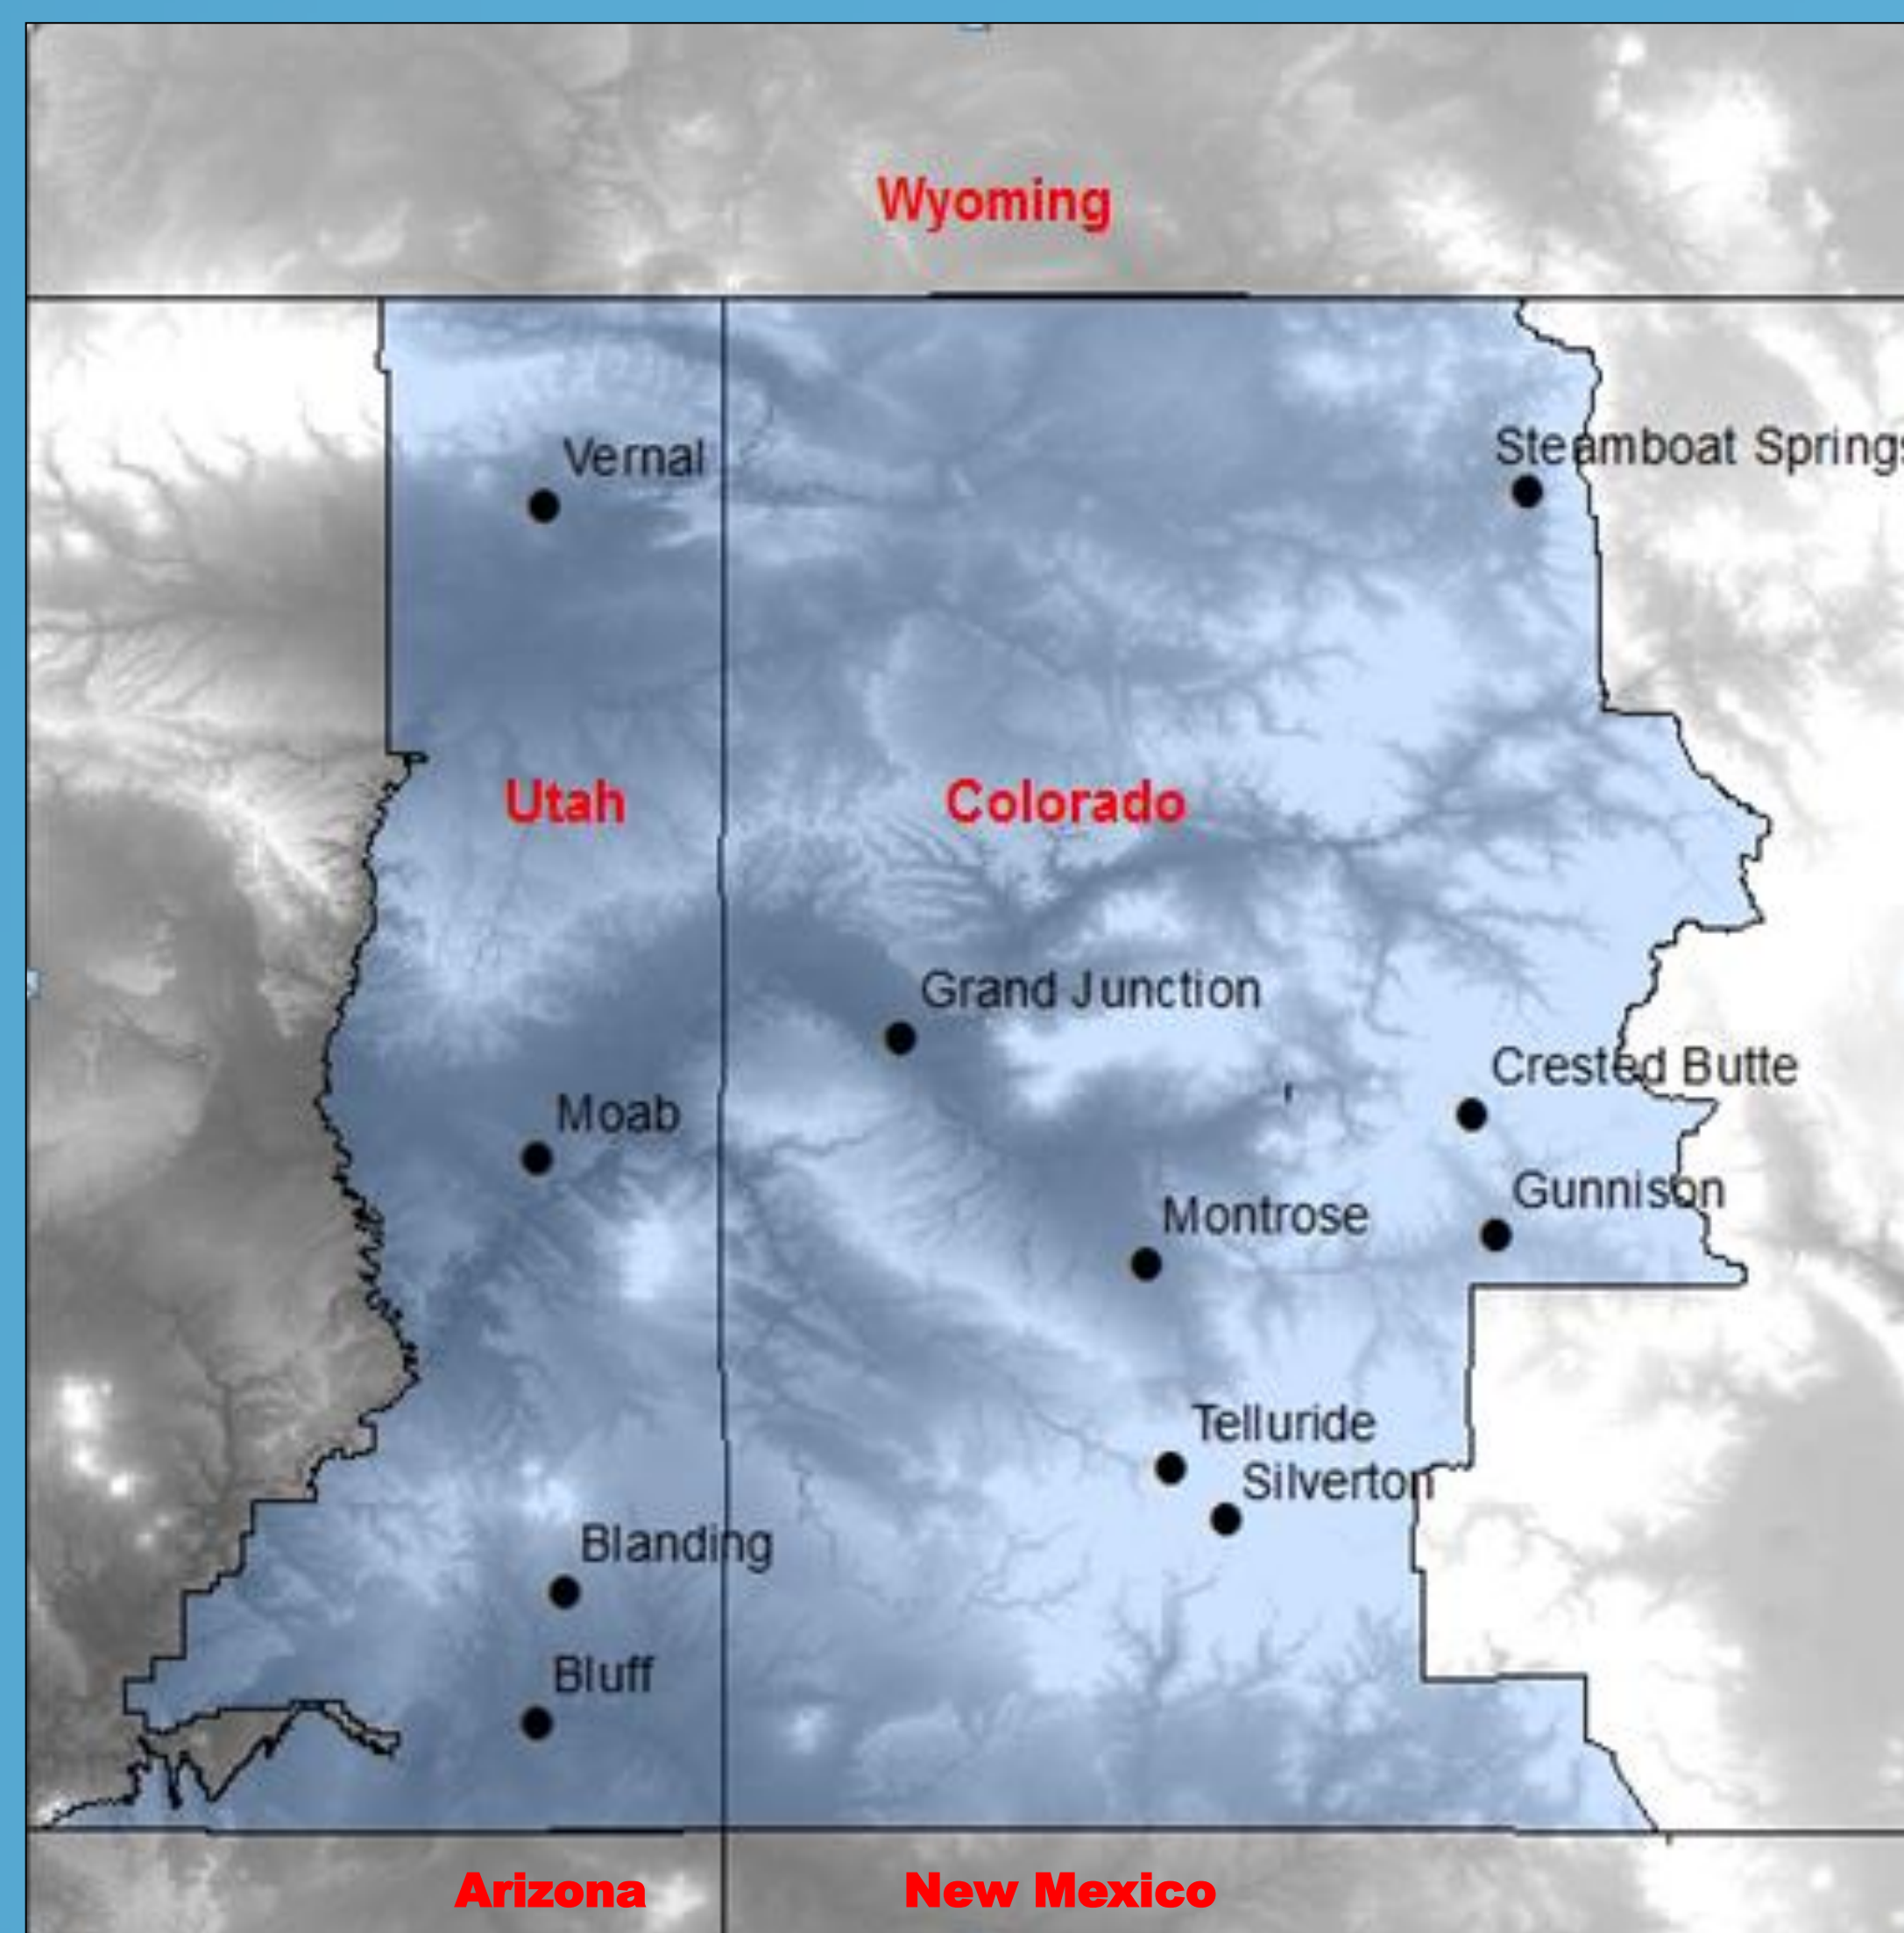 Wyoming
Vernal
Steamboat Springs
Utah
Colorado
Grand Junction
Crested Butte
Moab
Gunnison
Montrose
Telluride
Silverton
Blanding
Bluff
Arizona
New Mexico